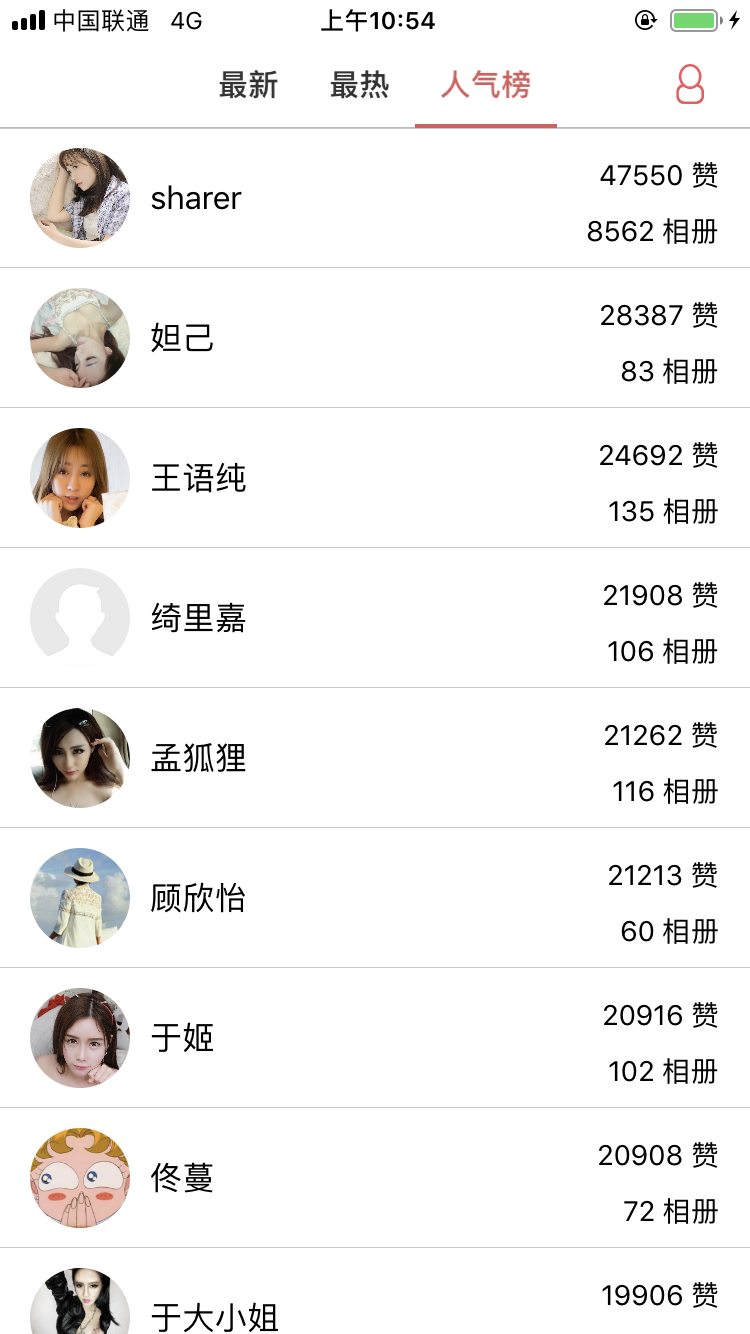 中国联通 4G 上午10:54
最新 最热 人气榜
sharer
47550 赞
8562 相册
妲己
28387 赞
83 相册
王语纯
24692 赞
135 相册
绮里嘉
21908 赞
106 相册
孟狐狸
21262 赞
116 相册
顾欣怡
21213 赞
60 相册
于姬
20916 赞
102 相册
佟蔓
20908 赞
72 相册
于大小姐
19906 赞